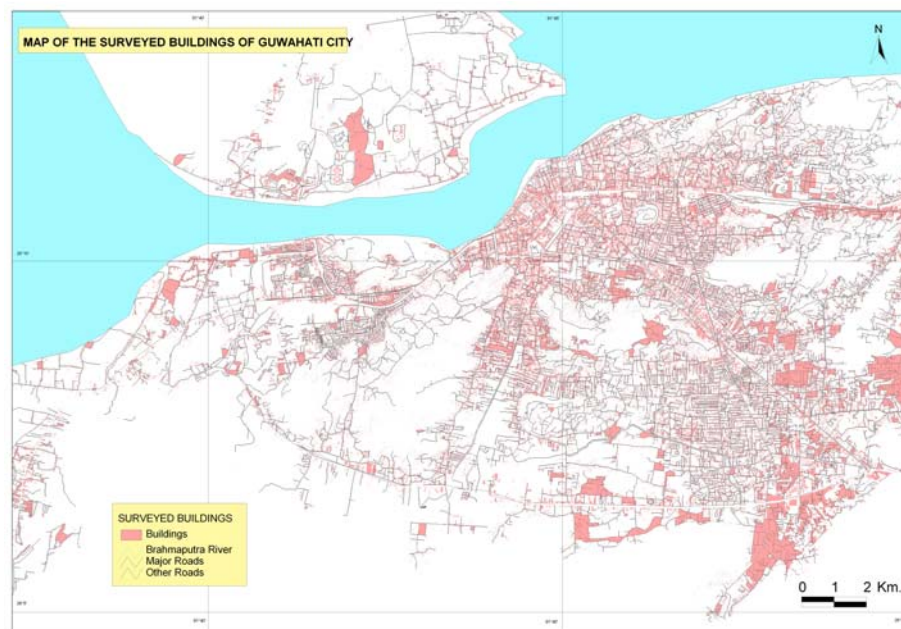 MAP OF THE SURVEYED BUILDINGS OF GUWAHATI CITY
N
SURVEYED BUILDINGS
Buildings
Brahmaputra River
Major Roads
Other Roads
0 1 2 Km.